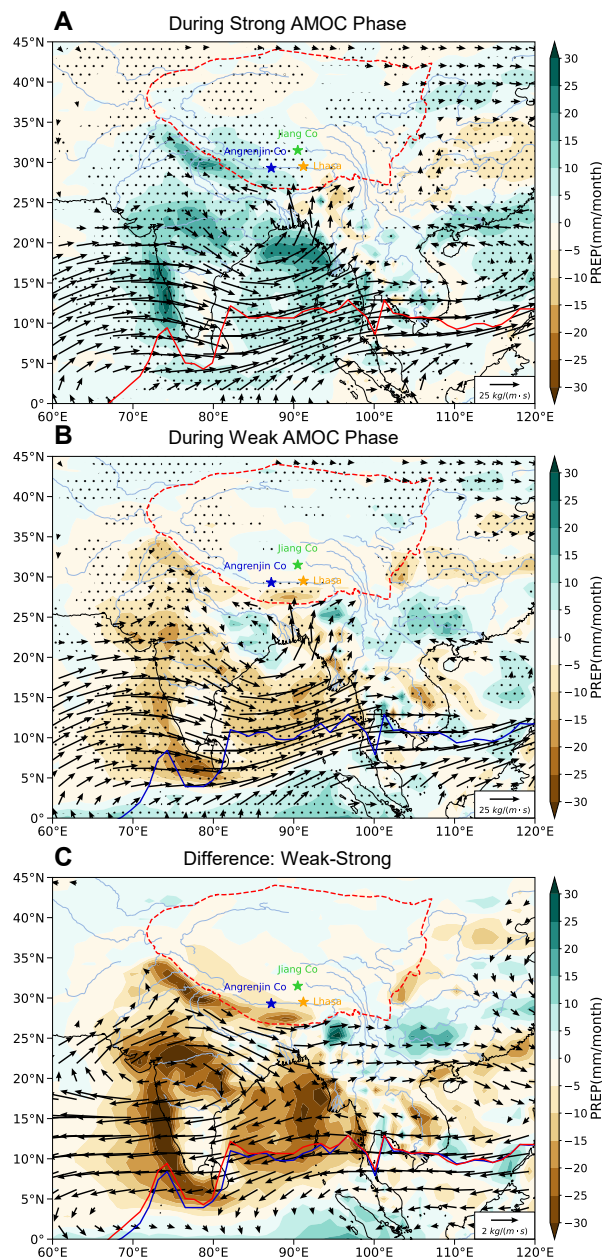 A
During Strong AMOC Phase
45°N
40°N
35°N
30°N
25°N
20°N
15°N
10°N
5°N
0°
60°E
70°E
80°E
90°E
100°E
110°E
120°E
Jiang Co
Angrenjin Co
Lhasa
25 kg/(m · s)
30
25
20
15
10
5
0
−5
−10
−15
−20
−25
−30
PREP(mm/month)
B
During Weak AMOC Phase
45°N
40°N
35°N
30°N
25°N
20°N
15°N
10°N
5°N
0°
60°E
70°E
80°E
90°E
100°E
110°E
120°E
Jiang Co
Angrenjin Co
Lhasa
25 kg/(m · s)
30
25
20
15
10
5
0
−5
−10
−15
−20
−25
−30
PREP(mm/month)
C
Difference: Weak-Strong
45°N
40°N
35°N
30°N
25°N
20°N
15°N
10°N
5°N
0°
60°E
70°E
80°E
90°E
100°E
110°E
120°E
Jiang Co
Angrenjin Co
Lhasa
2 kg/(m · s)
30
25
20
15
10
5
0
−5
−10
−15
−20
−25
−30
PREP(mm/month)